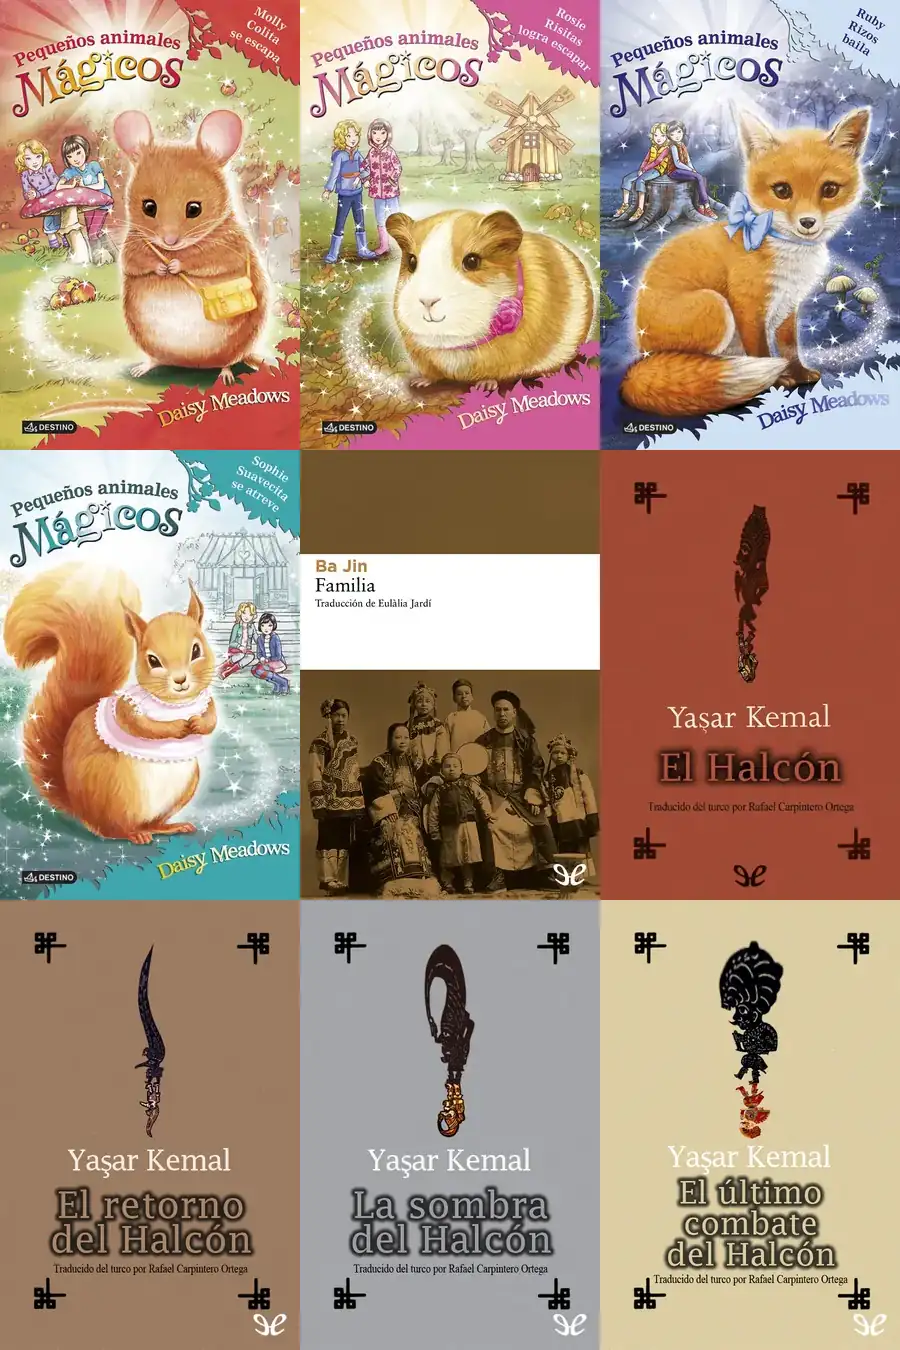 Molly
Colita
se escapa
Pequeños animales
Mágicos
Daisy Meadows
DESTINO
Rosie
Risitas
logra escapar
Pequeños animales
Mágicos
Daisy Meadows
DESTINO
Ruby
Rizos
baila
Pequeños animales
Mágicos
Daisy Meadows
DESTINO
Sophie
Suavecita
se atreve
Pequeños animales
Mágicos
Daisy Meadows
DESTINO
Ba Jin
Familia
Traducción de Eulàlia Jardí
Yaşar Kemal
El Halcón
Traducido del turco por Rafael Carpintero Ortega
Yaşar Kemal
El retorno
del Halcón
Traducido del turco por Rafael Carpintero Ortega
Yaşar Kemal
La sombra
del Halcón
Traducido del turco por Rafael Carpintero Ortega
Yaşar Kemal
El último
combate
del Halcón
Traducido del turco por Rafael Carpintero Ortega